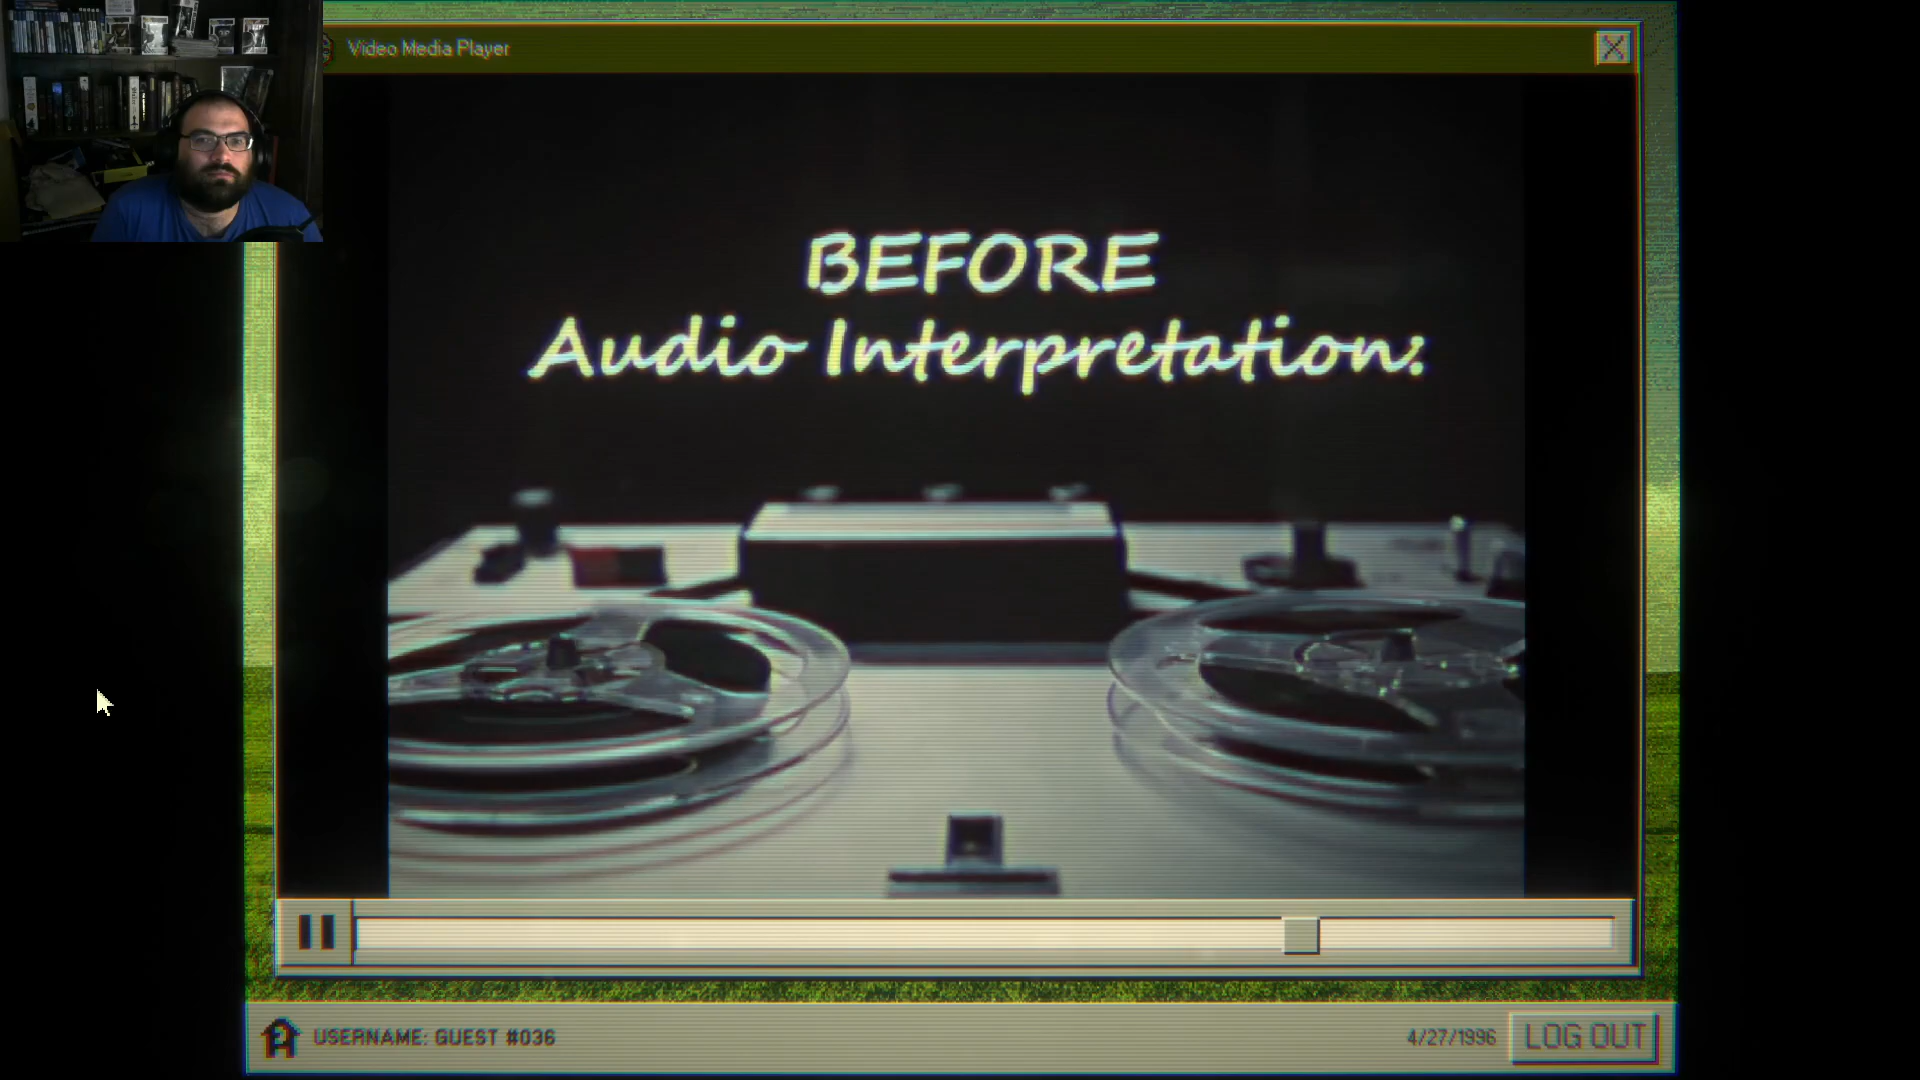 Video Media Player
BEFORE
Audio Interpretation:
USERNAME: GUEST #036
4/27/1996
LOG OUT